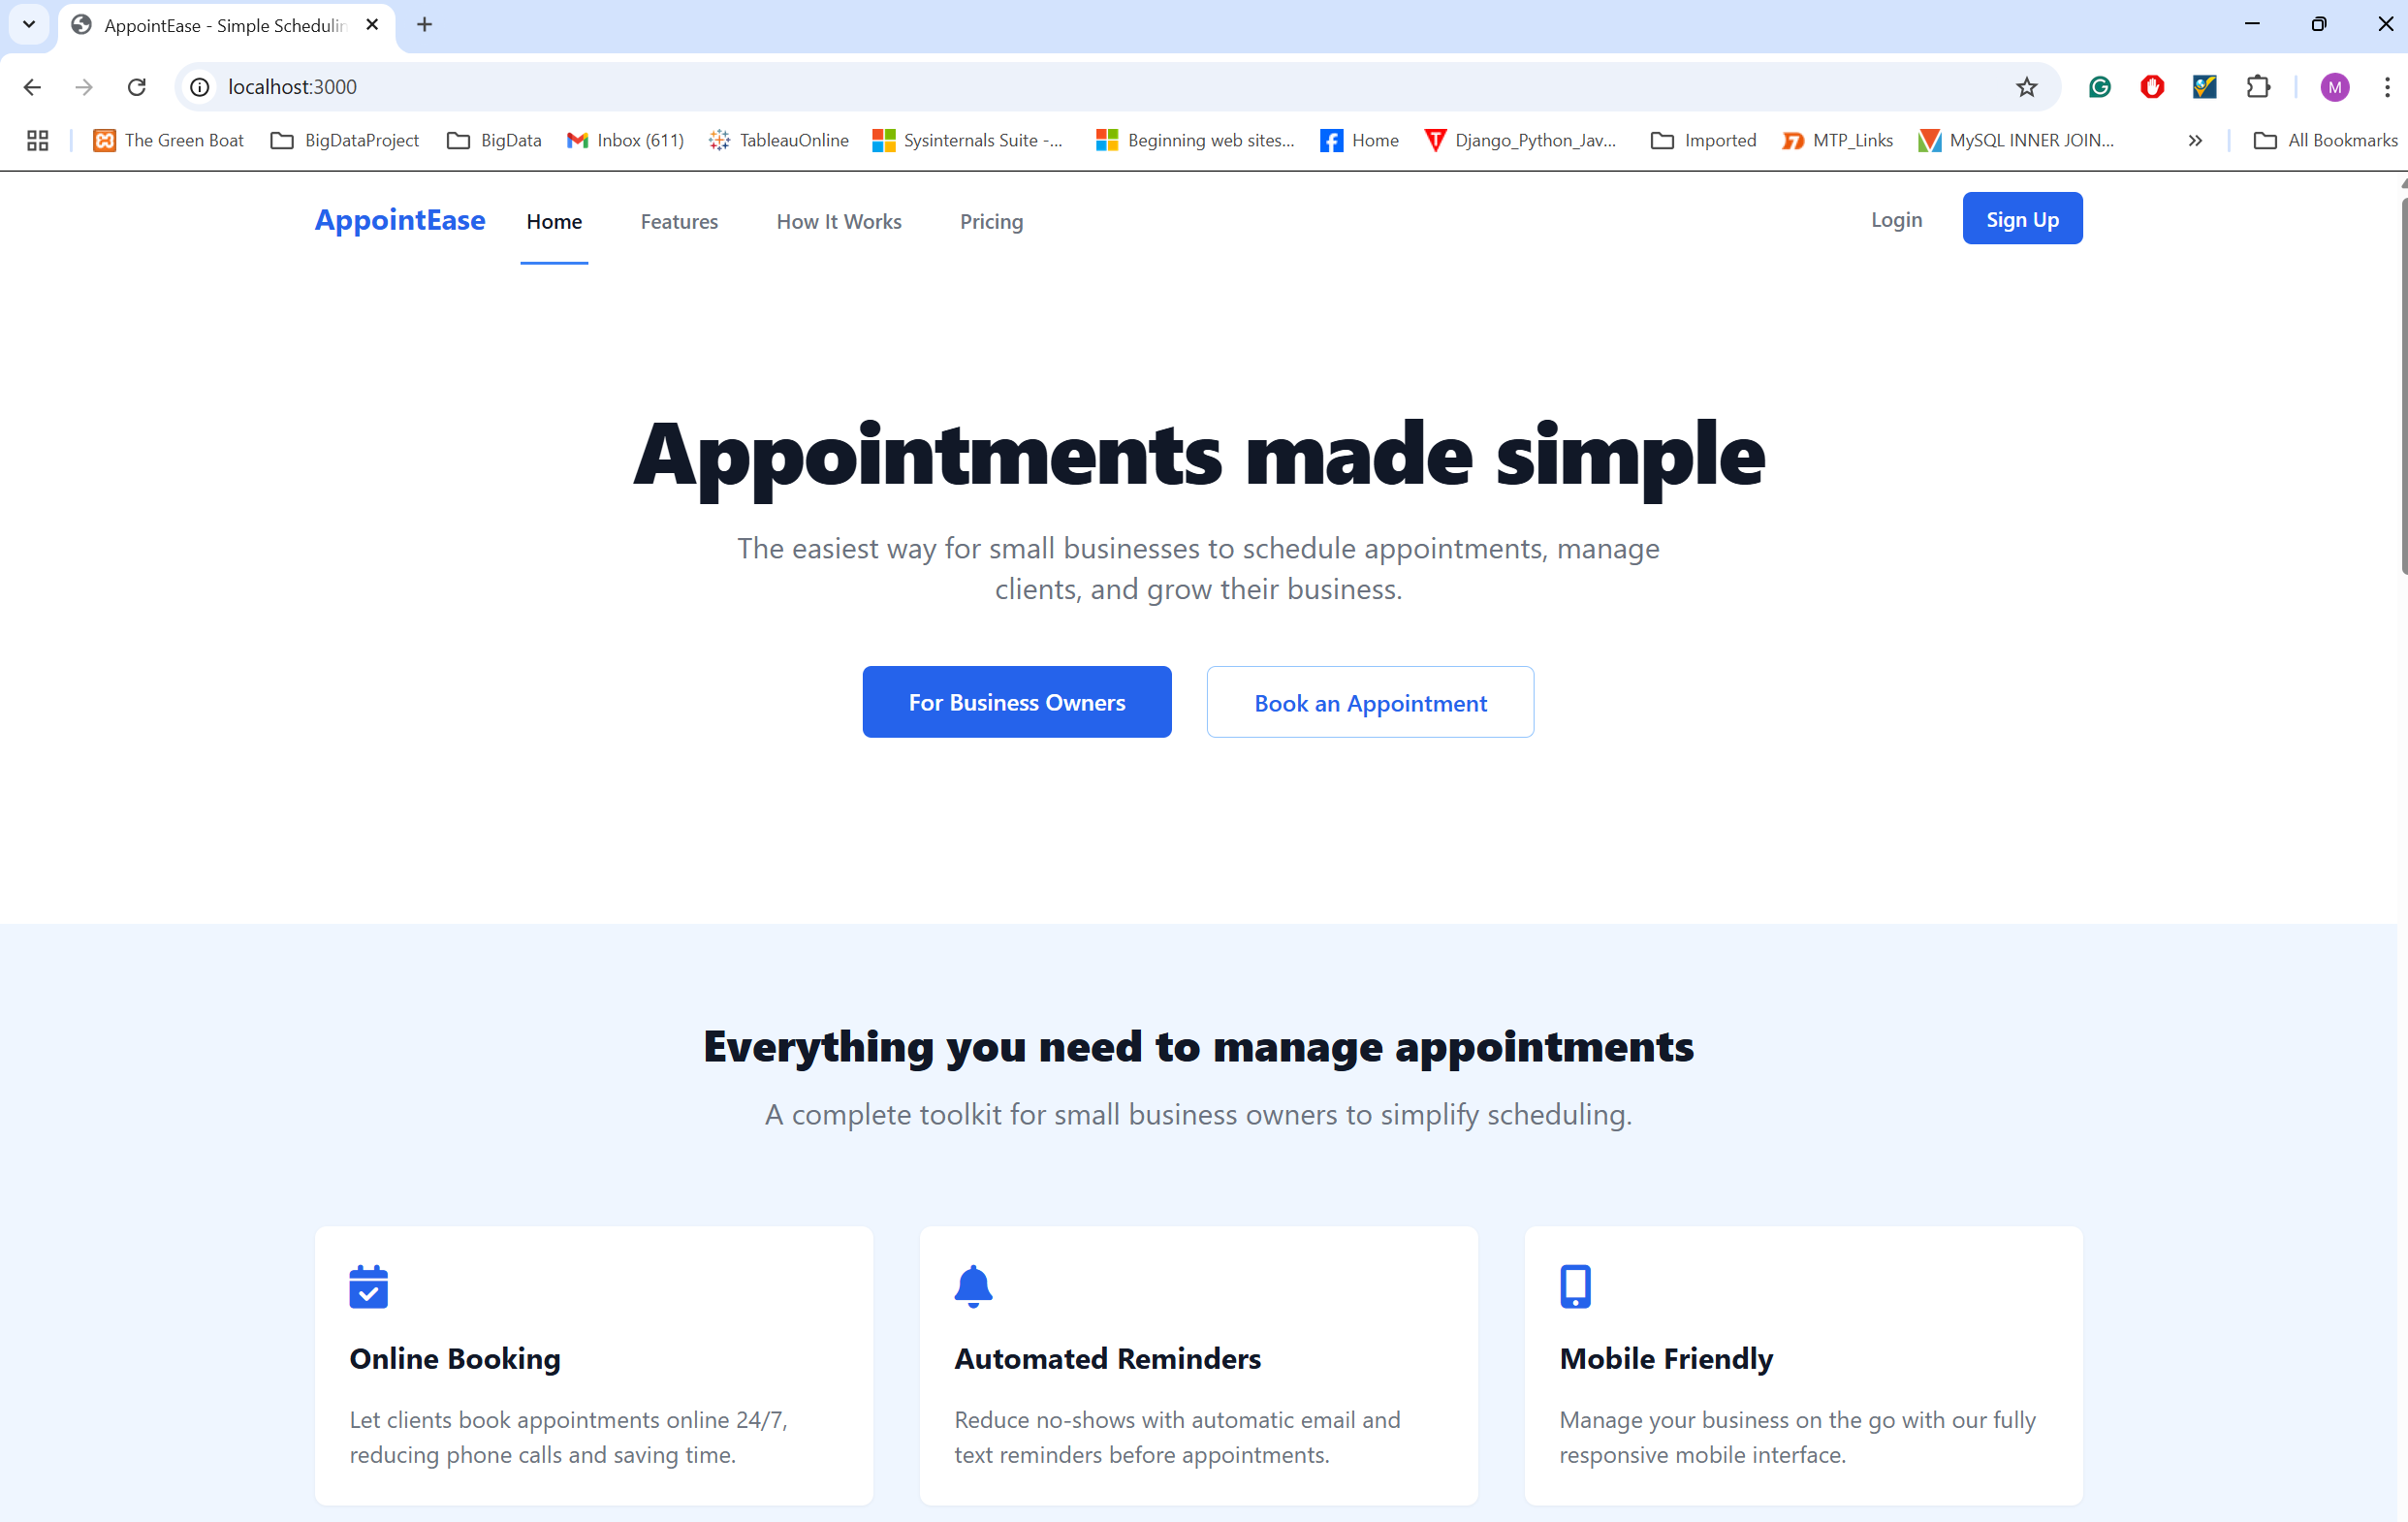 AppointEase - Simple Schedulin
localhost:3000
M
The Green Boat BigDataProject BigData Inbox (611) TableauOnline Sysinternals Suite -... Beginning web sites... Home Django_Python_Jav... Imported MTP_Links MySQL INNER JOIN... » All Bookmarks
AppointEase Home Features How It Works Pricing Login Sign Up
Appointments made simple
The easiest way for small businesses to schedule appointments, manage
clients, and grow their business.
For Business Owners Book an Appointment
Everything you need to manage appointments
A complete toolkit for small business owners to simplify scheduling.
Online Booking
Let clients book appointments online 24/7,
reducing phone calls and saving time.
Automated Reminders
Reduce no-shows with automatic email and
text reminders before appointments.
Mobile Friendly
Manage your business on the go with our fully
responsive mobile interface.